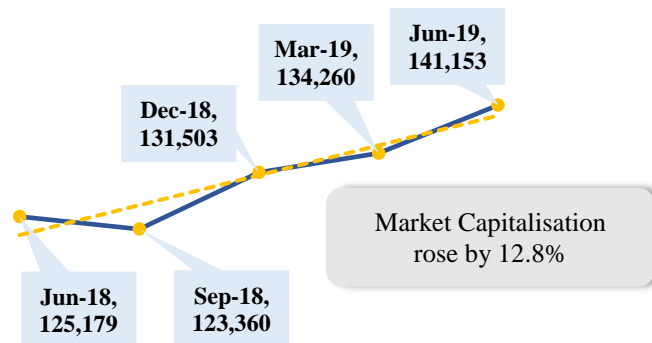 Jun-19,
141,153
Mar-19,
134,260
Dec-18,
131,503
Market Capitalisation
rose by 12.8%
Jun-18,
125,179
Sep-18,
123,360